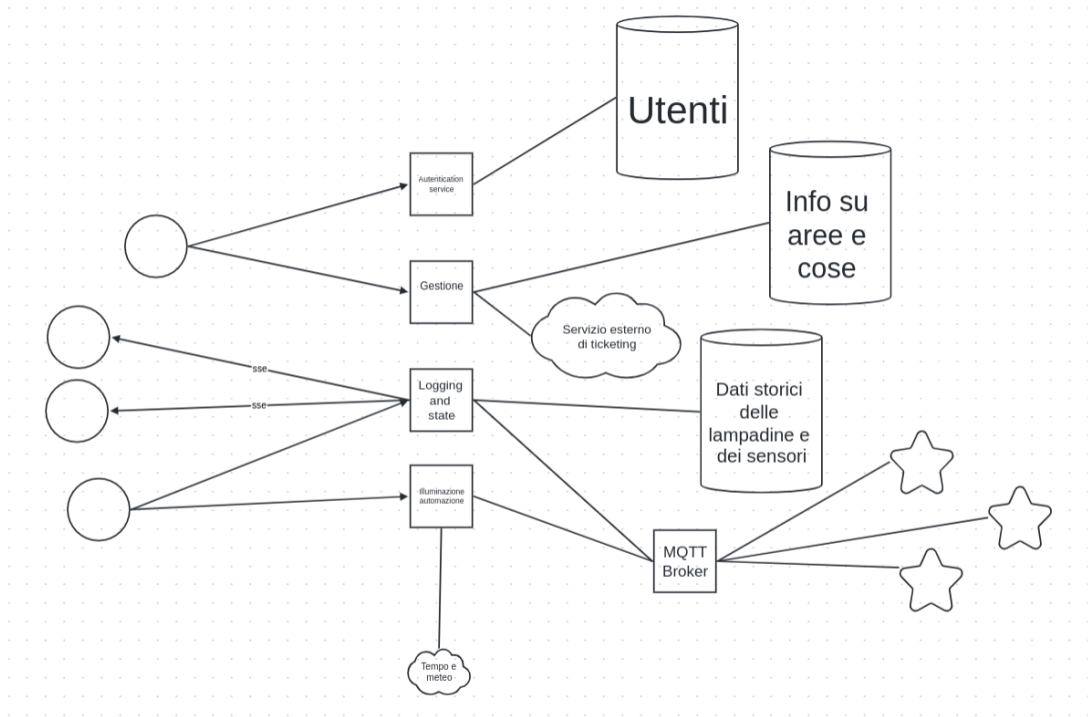 Utenti
Autentication
service
Info su
aree e
cose
Gestione
Servizio esterno
di ticketing
sse
sse
Logging
and
state
Dati storici
delle
lampadine e
dei sensori
Illuminazione
automazione
MQTT
Broker
Tempo e
meteo